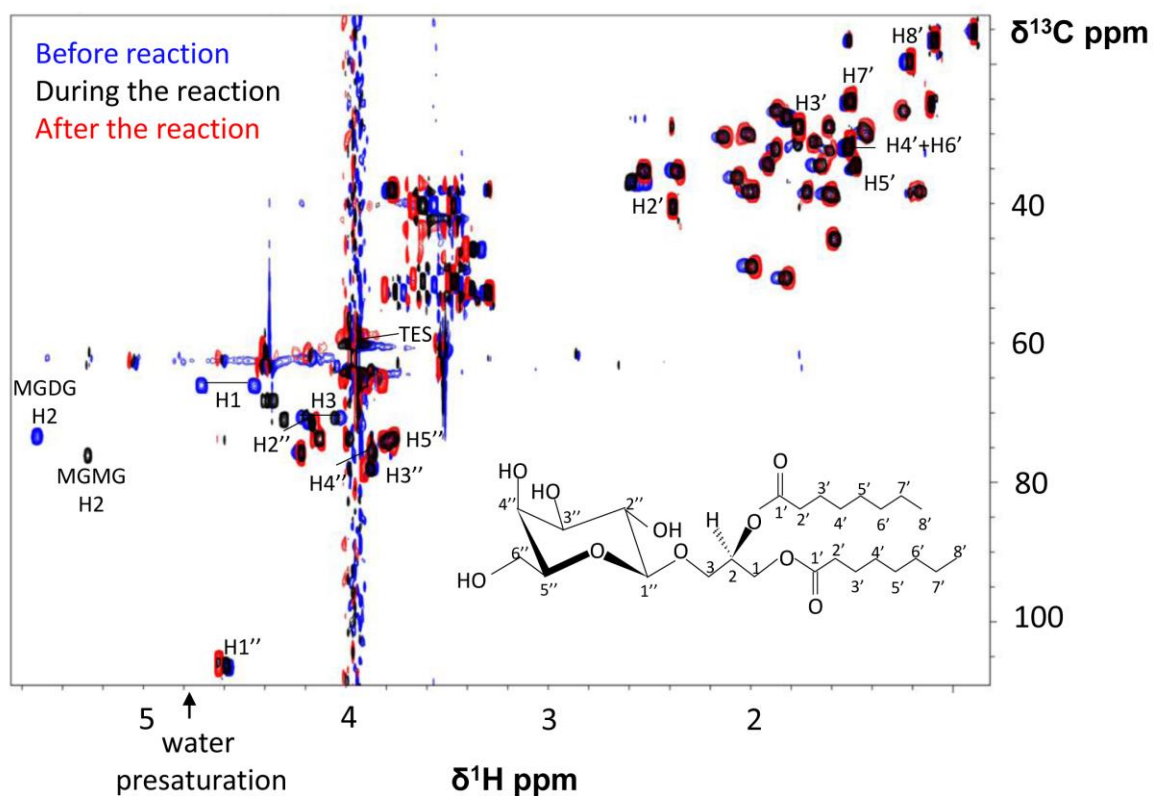 Before reaction
During the reaction
After the reaction
δ¹³C ppm
H8'
H7'
H3'
H4'+H6'
H5'
H2'
40
60
80
100
TES
MGDG
H2
H1
H3
H2''
H5''
H4''
H3''
MGMG
H2
H1''
HO
HO
4''
3''
2''
OH
6''
O
HO
5''
1''
O
H
O
3
2
1
O
O
1'
2'
3'
4'
5'
6'
7'
8'
O
1'
2'
3'
4'
5'
6'
7'
8'
O
5
4
3
2
water
presaturation
δ¹H ppm